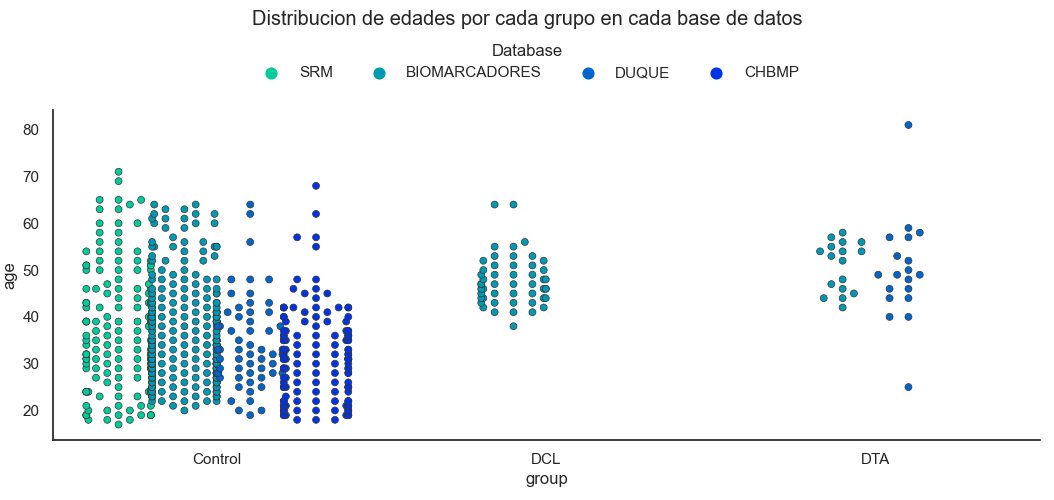 Distribucion de edades por cada grupo en cada base de datos
Database
SRM BIOMARCADORES DUQUE CHBMP
80
70
60
50
40
30
20
age
Control DCL DTA
group